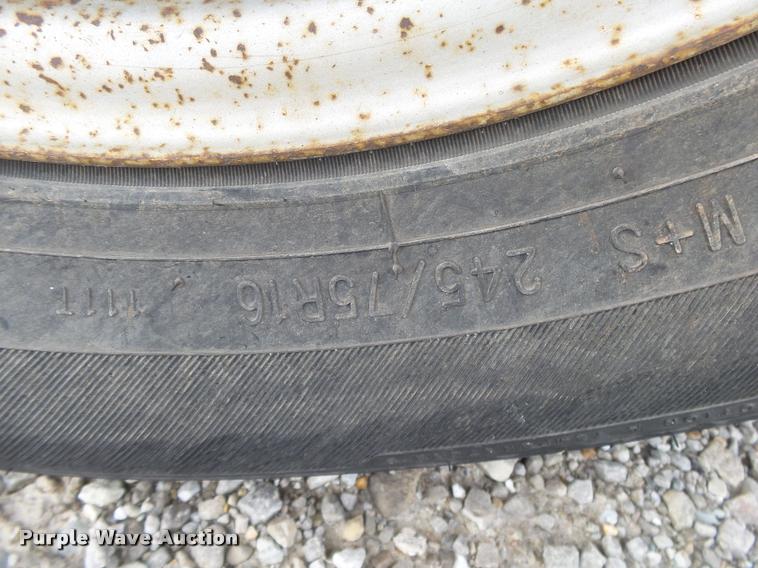 M+S 245/75R16 111T
Purple Wave Auction